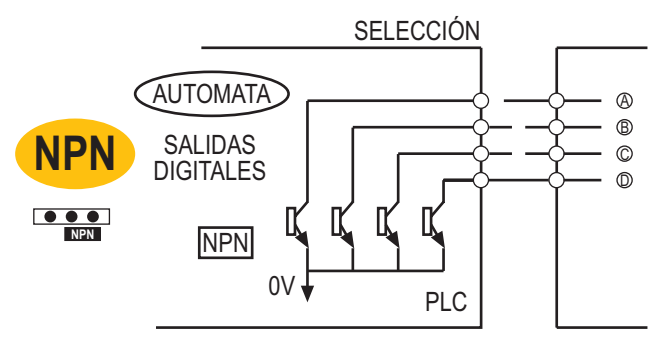 SELECCIÓN
AUTOMATA
NPN
SALIDAS
DIGITALES
NPN
NPN
0V
PLC
A
B
C
D